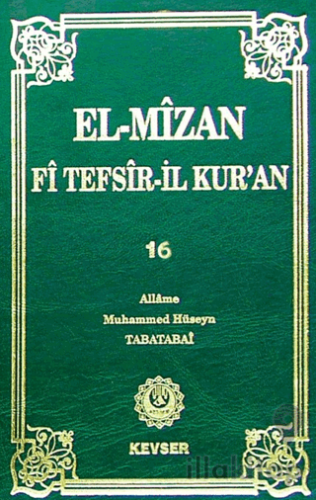 EL-MÎZAN
FÎ TEFSÎR-İL KUR'AN
16
Allâme
Muhammed Hüseyn
TABATABAÎ
KEVSER